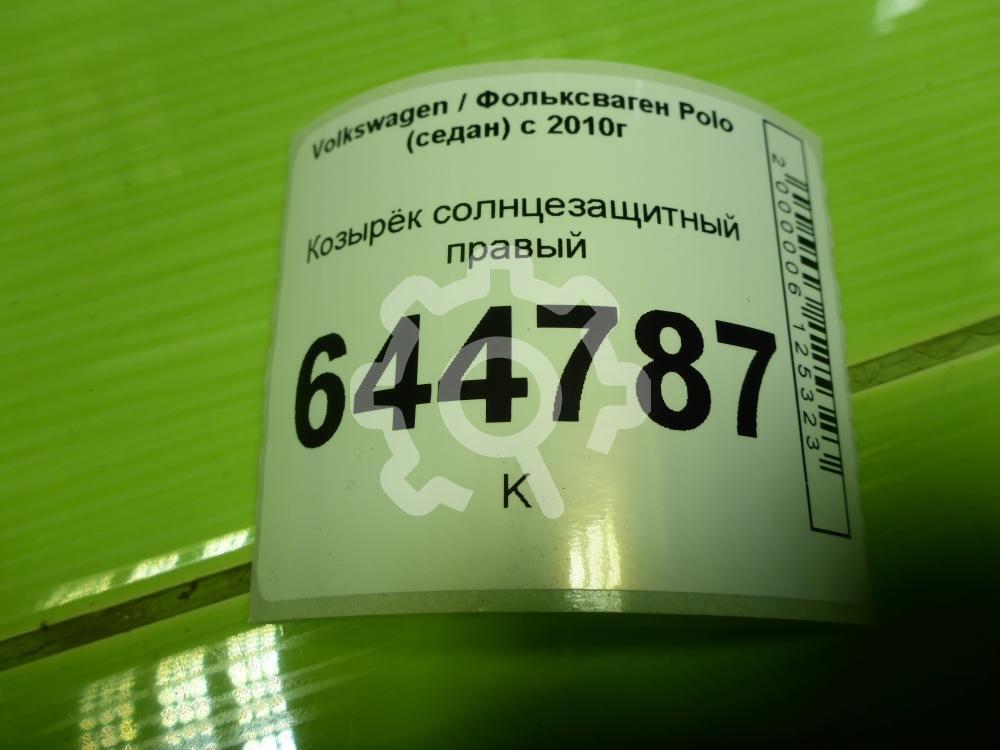 Volkswagen / Фольксваген Polo
(седан) с 2010г
Козырёк солнцезащитный
правый
644787
К
2000006125323